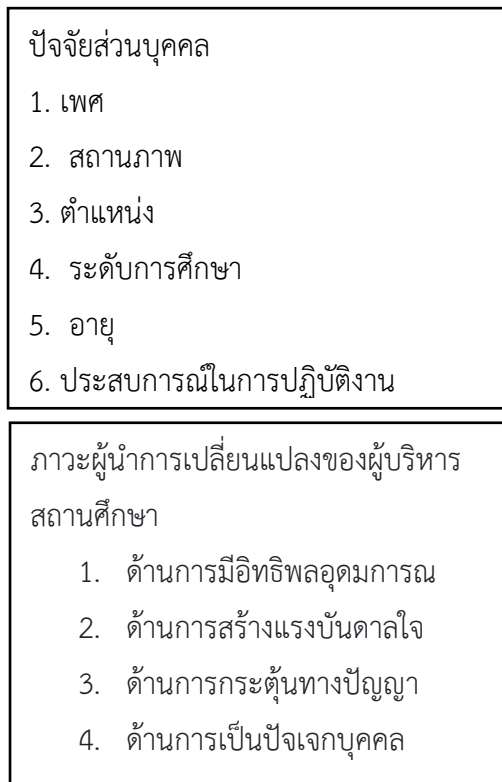 ปัจจัยส่วนบุคคล
1. เพศ
2. สถานภาพ
3. ตำแหน่ง
4. ระดับการศึกษา
5. อายุ
6. ประสบการณ์ในการปฏิบัติงาน
ภาวะผู้นำการเปลี่ยนแปลงของผู้บริหาร
สถานศึกษา
1. ด้านการมีอิทธิพลอุดมการณ
2. ด้านการสร้างแรงบันดาลใจ
3. ด้านการกระตุ้นทางปัญญา
4. ด้านการเป็นปัจเจกบุคคล